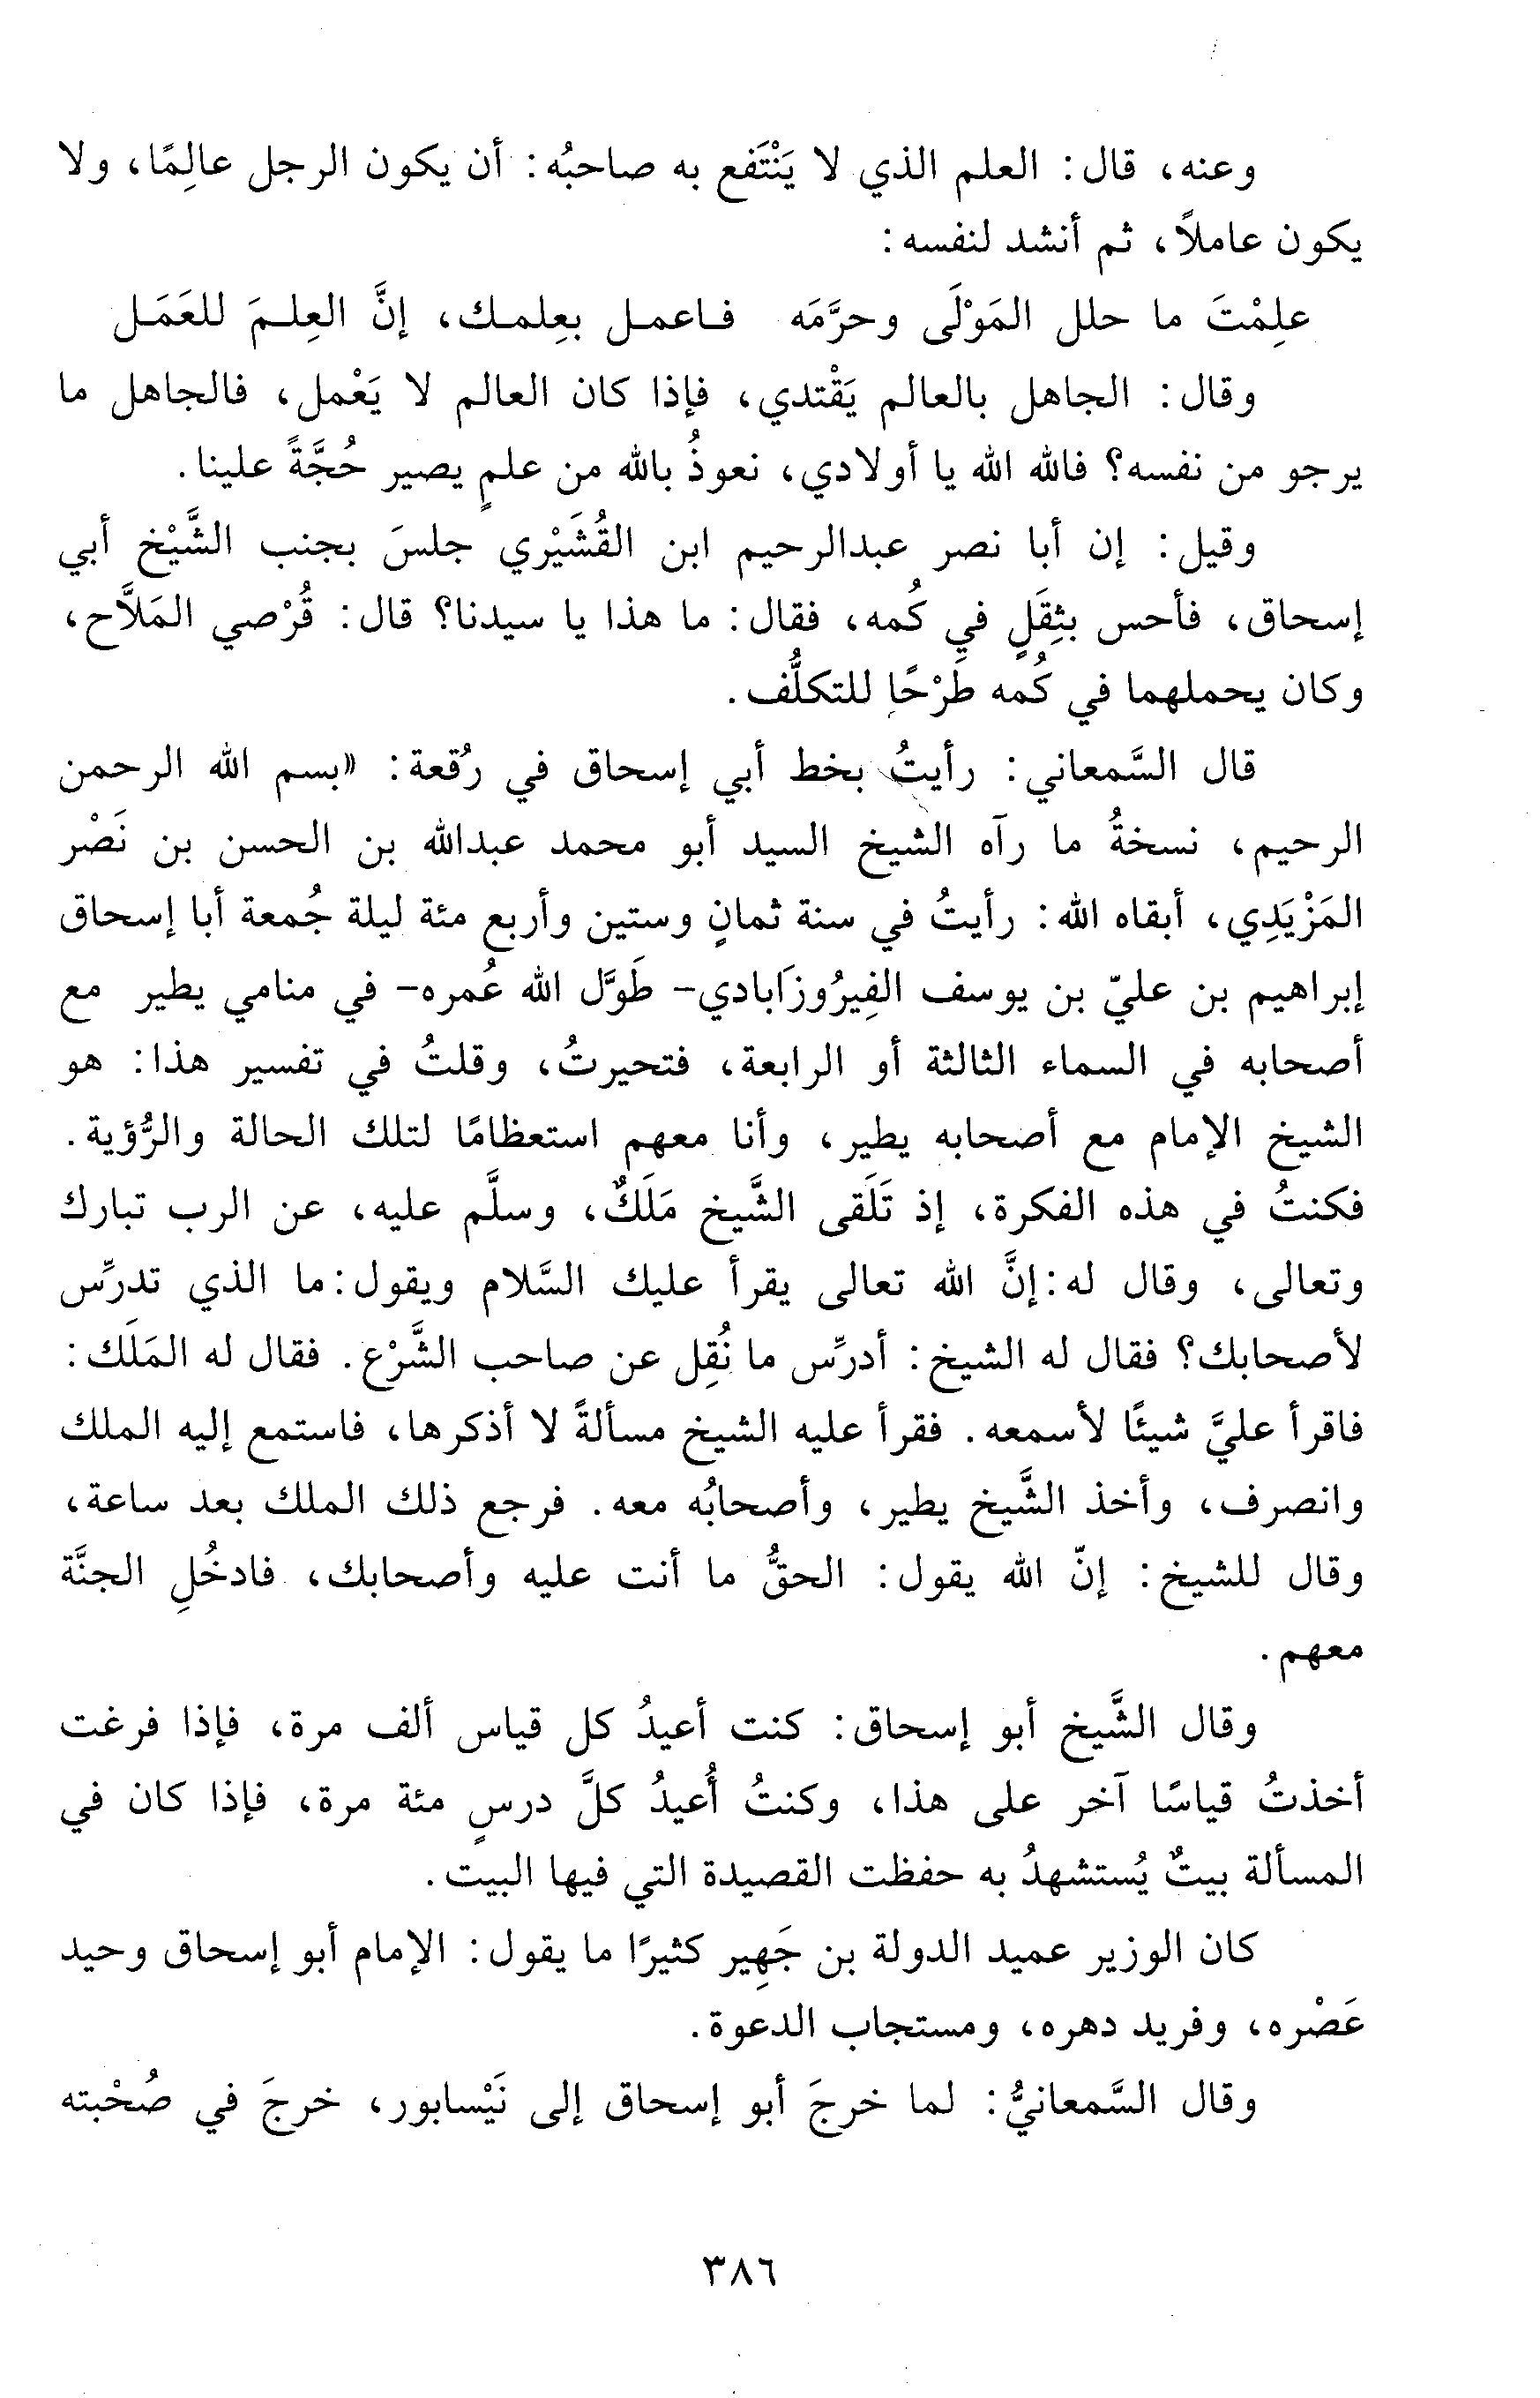 وعنه، قال: العلم الذي لا يَنْتَفع به صاحبُه: أن يكون الرجل عالِمًا، ولا
يكون عاملاً، ثم أنشد لنفسه:
علِمْتَ ما حلل المَوْلَى وحرَّمَه فاعمل بعِلمك، إنَّ العِلمَ للعَمَل
وقال: الجاهل بالعالم يَقْتدي، فإذا كان العالم لا يَعْمل، فالجاهل ما
يرجو من نفسه؟ فالله الله يا أولادي، نعوذُ بالله من علمٍ يصير حُجَّةً علينا.
وقيل: إن أبا نصر عبدالرحيم ابن القُشَيْري جلسَ بجنب الشَّيْخ أبي
إسحاق، فأحس بثِقَلٍ في كُمه، فقال: ما هذا يا سيدنا؟ قال: قُرْصي المَلاَّح،
وكان يحملهما في كُمه طَرْحًا للتكلُّف.
قال السَّمعاني: رأيتُ بخط أبي إسحاق في رُقعة: «بسم الله الرحمن
الرحيم، نسخةُ ما رآه الشيخ السيد أبو محمد عبدالله بن الحسن بن نَصْر
المَزْيَدِي، أبقاه الله: رأيتُ في سنة ثمانٍ وستين وأربع مئة ليلة جُمعة أبا إسحاق
إبراهيم بن عليّ بن يوسف الفِيرُوزَابادي- طَوَّل الله عُمره- في منامي يطير مع
أصحابه في السماء الثالثة أو الرابعة، فتحيرتُ، وقلتُ في تفسير هذا: هو
الشيخ الإمام مع أصحابه يطير، وأنا معهم استعظامًا لتلك الحالة والرُّؤية.
فكنتُ في هذه الفكرة، إذ تَلَقى الشَّيخ مَلَكٌ، وسلَّم عليه، عن الرب تبارك
وتعالى، وقال له:إنَّ الله تعالى يقرأ عليك السَّلام ويقول:ما الذي تدرِّس
لأصحابك؟ فقال له الشيخ: أدرِّس ما نُقِل عن صاحب الشَّرْع. فقال له المَلَك:
فاقرأ عليَّ شيئًا لأسمعه. فقرأ عليه الشيخ مسألةً لا أذكرها، فاستمع إليه الملك
وانصرف، وأخذ الشَّيخ يطير، وأصحابُه معه. فرجع ذلك الملك بعد ساعة،
وقال للشيخ: إنّ الله يقول: الحقُّ ما أنت عليه وأصحابك، فادخُلِ الجنَّة
معهم.
وقال الشَّيخ أبو إسحاق: كنت أعيدُ كل قياس ألف مرة، فإذا فرغت
أخذتُ قياسًا آخر على هذا، وكنتُ أُعيدُ كلَّ درسٍ مئة مرة، فإذا كان في
المسألة بيتٌ يُستشهدُ به حفظت القصيدة التي فيها البيت.
كان الوزير عميد الدولة بن جَهِير كثيرًا ما يقول: الإمام أبو إسحاق وحيد
عَصْره، وفريد دهره، ومستجاب الدعوة.
وقال السَّمعانيُّ: لما خرجَ أبو إسحاق إلى نَيْسابور، خرجَ في صُحْبته
٣٨٦